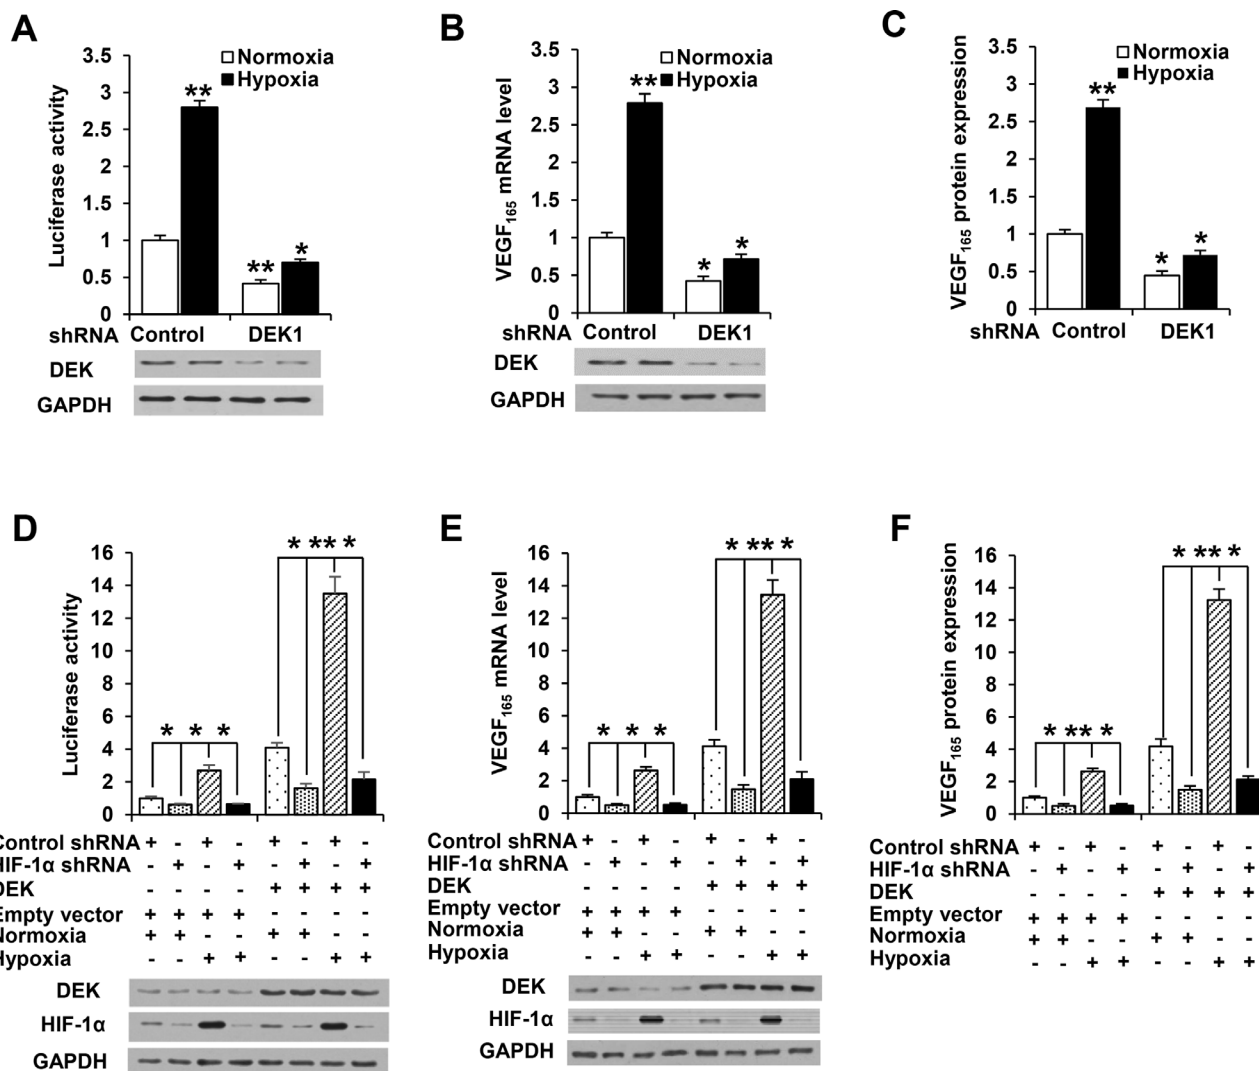 A
Luciferase activity
3.5
3
2.5
2
1.5
1
0.5
0
Normoxia
Hypoxia
**
**
*
shRNA Control DEK1
DEK
GAPDH
B
VEGF165 mRNA level
3.5
3
2.5
2
1.5
1
0.5
0
Normoxia
Hypoxia
**
*
*
shRNA Control DEK1
DEK
GAPDH
C
VEGF165 protein expression
3.5
3
2.5
2
1.5
1
0.5
0
Normoxia
Hypoxia
**
*
*
shRNA Control DEK1
D
Luciferase activity
16
14
12
10
8
6
4
2
0
* * *
* ** *
Control shRNA + - + - + - + -
HIF-1α shRNA - + - + - + - +
DEK - - - - + + + +
Empty vector + + + + - - - -
Normoxia + + - - + + - -
Hypoxia - - + + - - + +
DEK
HIF-1α
GAPDH
E
VEGF165 mRNA level
16
14
12
10
8
6
4
2
0
* * *
* ** *
Control shRNA + - + - + - + -
HIF-1α shRNA - + - + - + - +
DEK - - - - + + + +
Empty vector + + + + - - - -
Normoxia + + - - + + - -
Hypoxia - - + + - - + +
DEK
HIF-1α
GAPDH
F
VEGF165 protein expression
16
14
12
10
8
6
4
2
0
* ** *
* ** *
Control shRNA + - + - + - + -
HIF-1α shRNA - + - + - + - +
DEK - - - - + + + +
Empty vector + + + + - - - -
Normoxia + + - - + + - -
Hypoxia - - + + - - + +